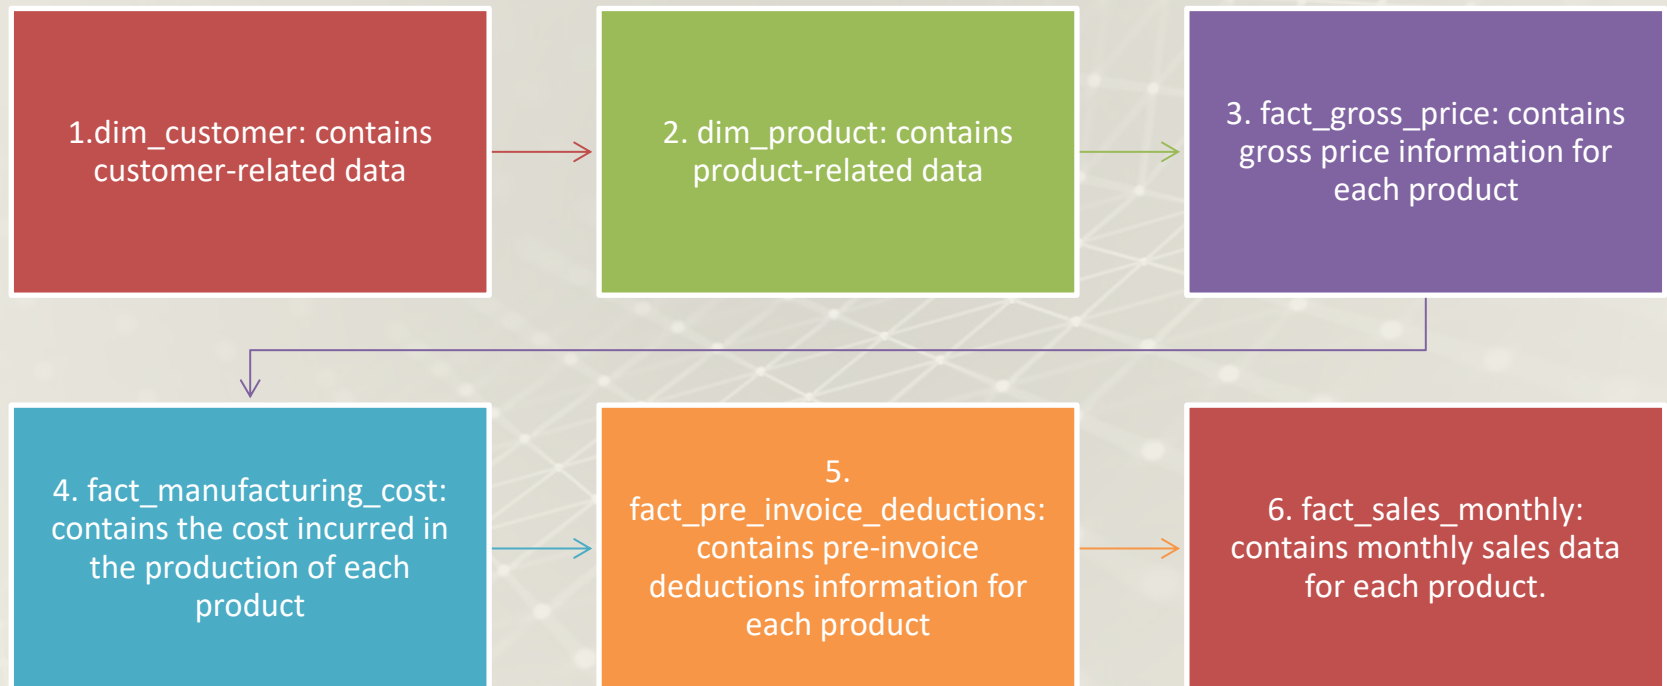 1.dim_customer: contains
customer-related data
2. dim_product: contains
product-related data
3. fact_gross_price: contains
gross price information for
each product
4. fact_manufacturing_cost:
contains the cost incurred in
the production of each
product
5.
fact_pre_invoice_deductions:
contains pre-invoice
deductions information for
each product
6. fact_sales_monthly:
contains monthly sales data
for each product.